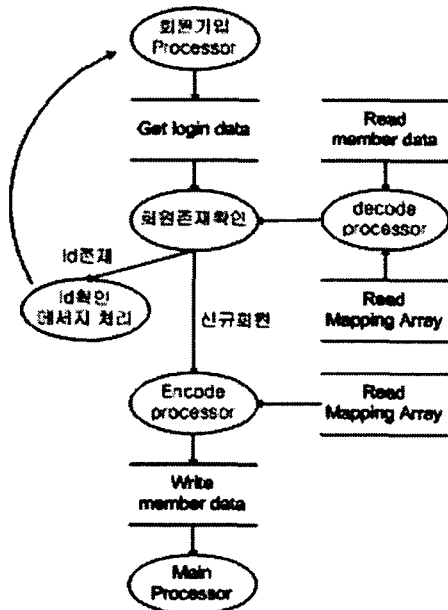 회원가입
Processor
Get login data
Read
member data
회원존재확인
decode
processor
Id존재
Id확인
메세지 처리
Read
Mapping Array
신규회원
Encode
processor
Read
Mapping Array
Write
member data
Main
Processor